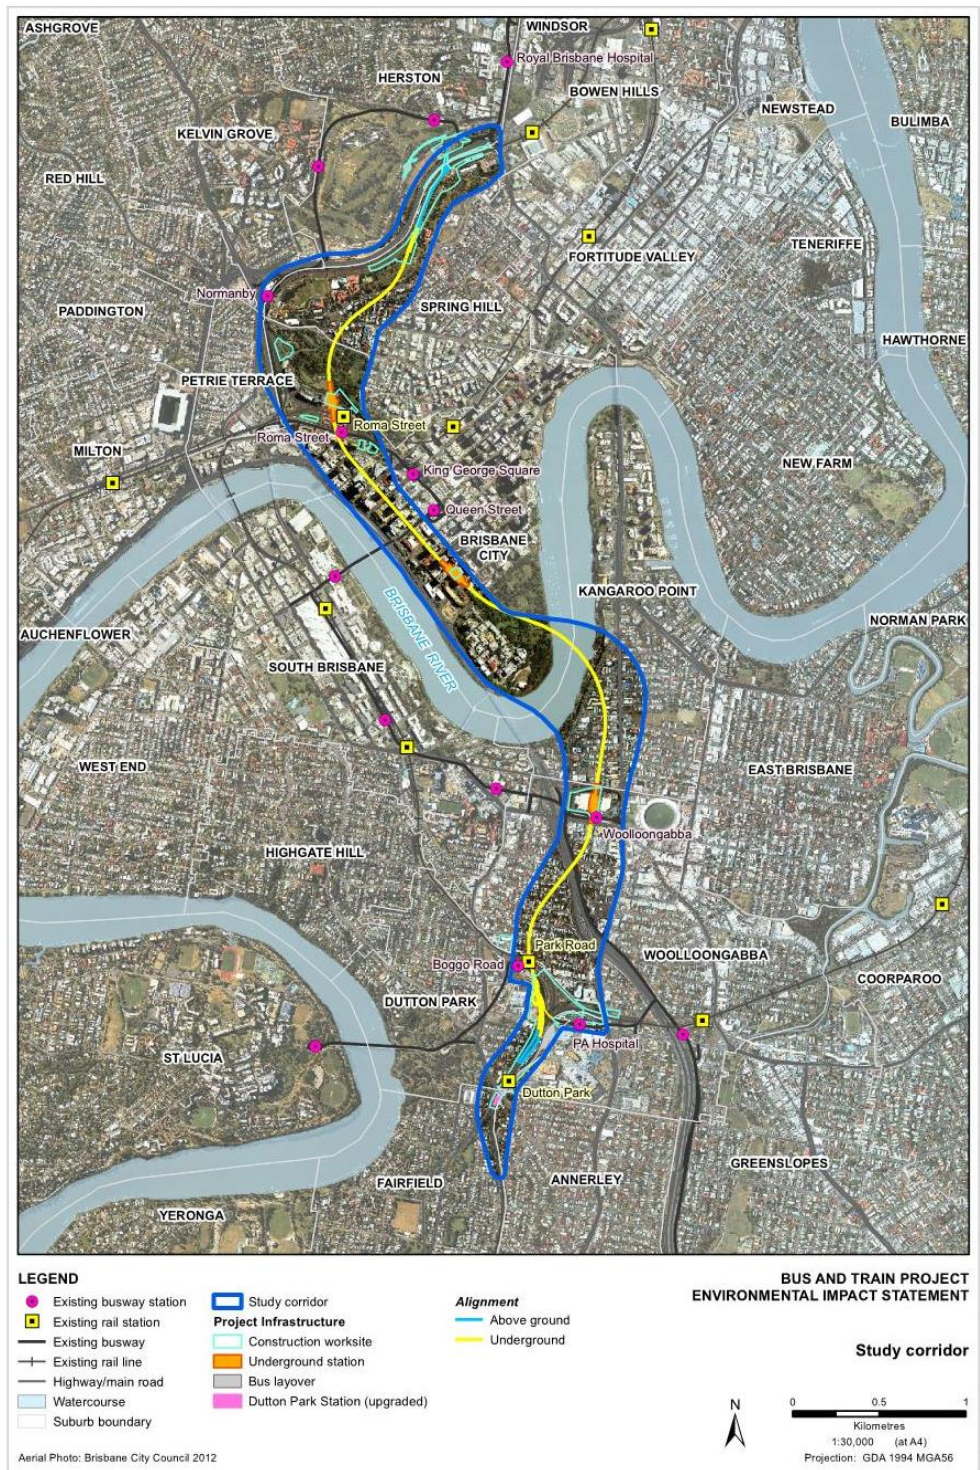 ASHGROVE
WINDSOR
Royal Brisbane Hospital
HERSTON
BOWEN HILLS
NEWSTEAD
BULIMBA
KELVIN GROVE
RED HILL
TENERIFFE
FORTITUDE VALLEY
Normanby
SPRING HILL
PADDINGTON
HAWTHORNE
PETRIE TERRACE
Roma Street
Roma Street
MILTON
King George Square
NEW FARM
Queen Street
BRISBANE
CITY
KANGAROO POINT
BRISBANE RIVER
NORMAN PARK
AUCHENFLOWER
SOUTH BRISBANE
WEST END
EAST BRISBANE
Woolloongabba
HIGHGATE HILL
Park Road
Boggo Road
WOOLLOONGABBA
COORPAROO
DUTTON PARK
PA Hospital
ST LUCIA
Dutton Park
GREENSLOPES
FAIRFIELD
ANNERLEY
YERONGA
LEGEND
Existing busway station
Existing rail station
Existing busway
Existing rail line
Highway/main road
Watercourse
Suburb boundary
Study corridor
Project Infrastructure
Construction worksite
Underground station
Bus layover
Dutton Park Station (upgraded)
Alignment
Above ground
Underground
BUS AND TRAIN PROJECT
ENVIRONMENTAL IMPACT STATEMENT
Study corridor
N
0 0.5 1
Kilometres
1:30,000 (at A4)
Projection: GDA 1994 MGA56
Aerial Photo: Brisbane City Council 2012